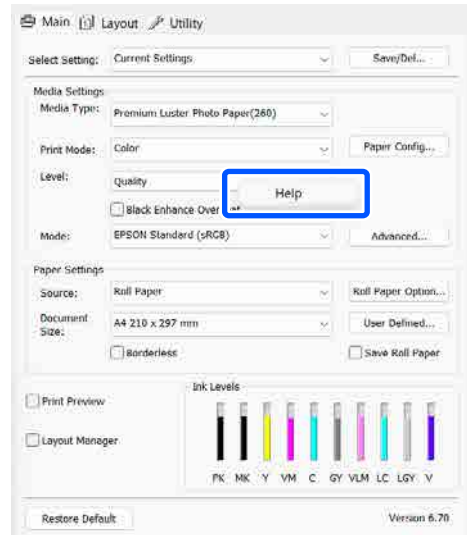 Main Layout Utility
Select Setting: Current Settings Save/Del...
Media Settings
Media Type: Premium Luster Photo Paper(260)
Print Mode: Color Paper Config...
Level: Quality
Help
Black Enhance Over
Mode: EPSON Standard (sRGB) Advanced...
Paper Settings
Source: Roll Paper Roll Paper Option...
Document Size: A4 210 x 297 mm User Defined...
Borderless Save Roll Paper
Ink Levels
Print Preview
Layout Manager
PK MK Y VM C GY VLM LC LGY V
Restore Default Version 6.70